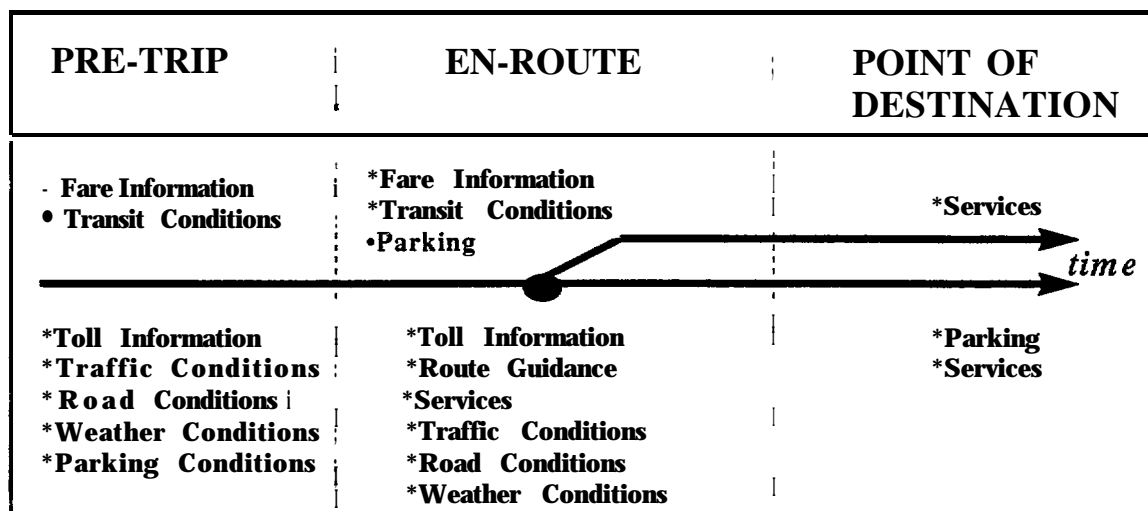 PRE-TRIP
EN-ROUTE
POINT OF
DESTINATION
- Fare Information
• Transit Conditions
*Fare Information
*Transit Conditions
•Parking
*Services
time
*Toll Information
*Traffic Conditions
*Road Conditions
*Weather Conditions
*Parking Conditions
*Toll Information
*Route Guidance
*Services
*Traffic Conditions
*Road Conditions
*Weather Conditions
*Parking
*Services